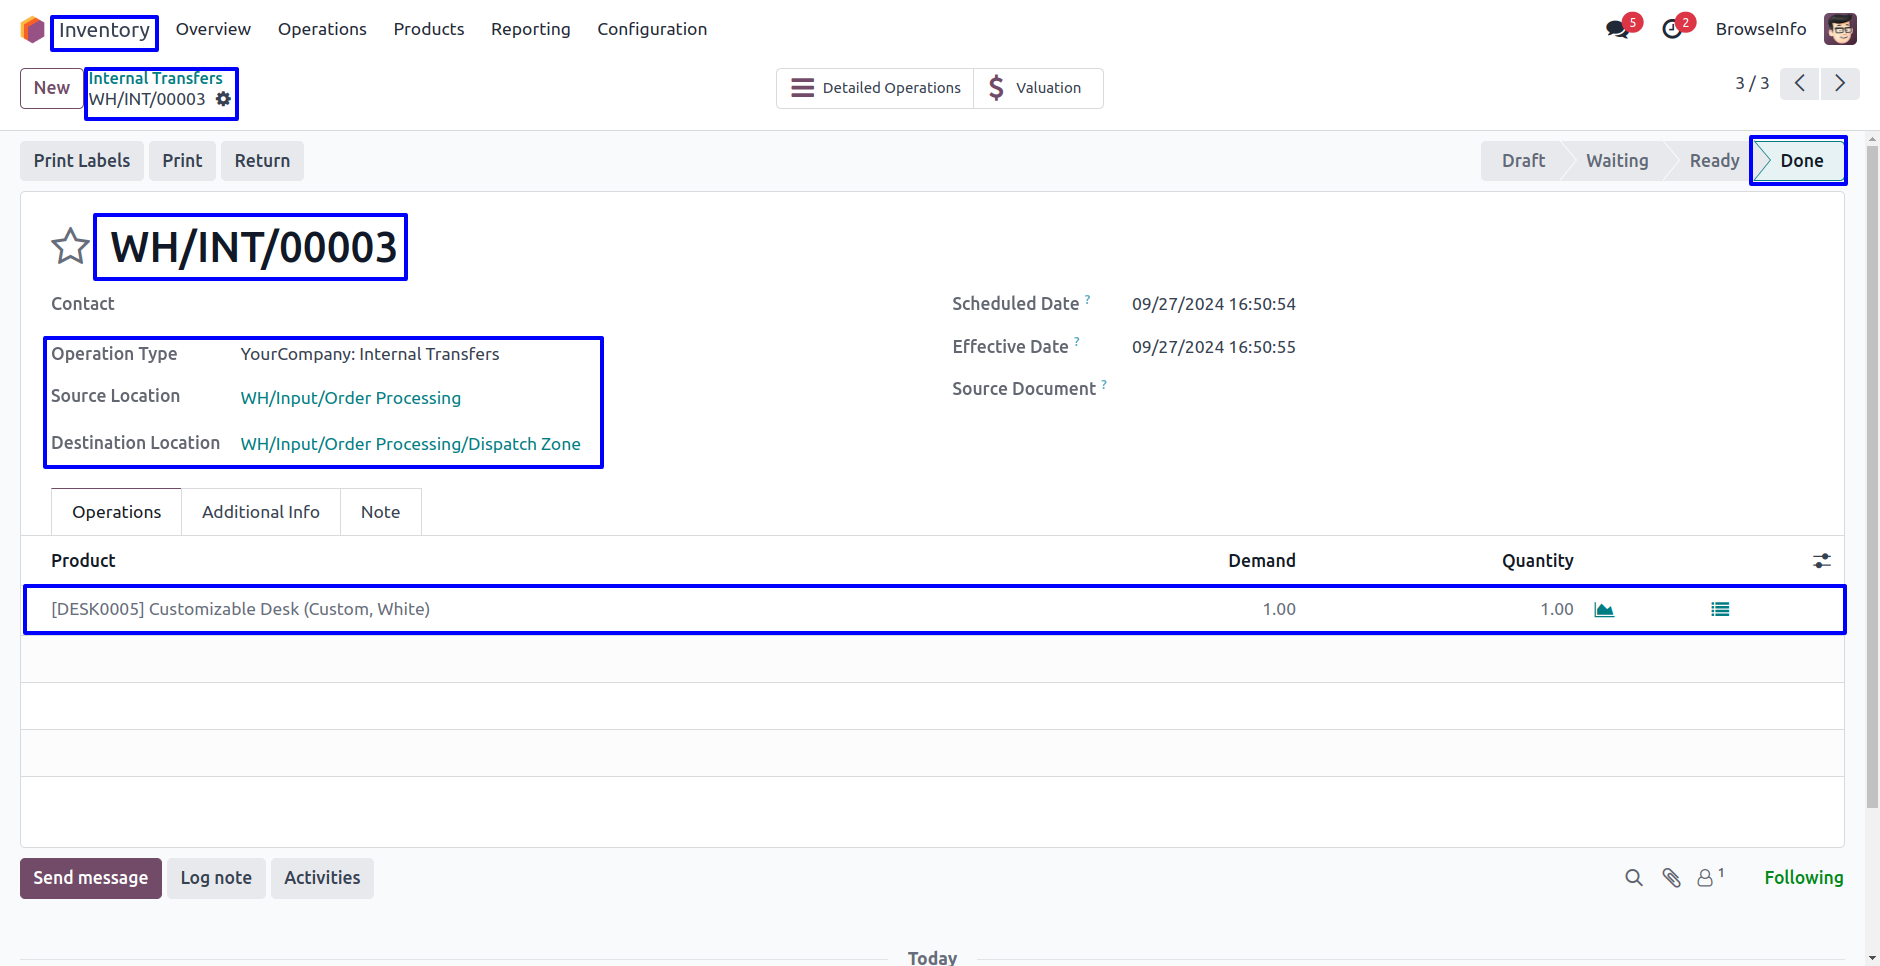 Inventory Overview Operations Products Reporting Configuration 5 2 BrowseInfo
New Internal Transfers
WH/INT/00003
Detailed Operations Valuation 3 / 3
Print Labels Print Return Draft Waiting Ready Done
WH/INT/00003
Contact Scheduled Date ? 09/27/2024 16:50:54
Operation Type YourCompany: Internal Transfers Effective Date ? 09/27/2024 16:50:55
Source Location WH/Input/Order Processing Source Document ?
Destination Location WH/Input/Order Processing/Dispatch Zone
Operations Additional Info Note
Product Demand Quantity
[DESK0005] Customizable Desk (Custom, White) 1.00 1.00
Send message Log note Activities 1 Following
Today